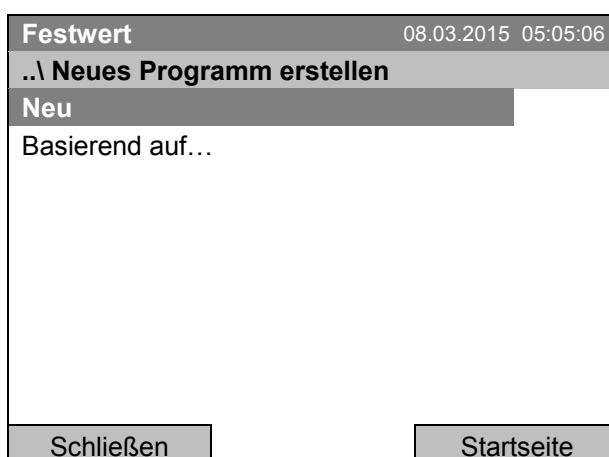 Festwert 08.03.2015 05:05:06
..\ Neues Programm erstellen
Neu
Basierend auf…
Schließen Startseite